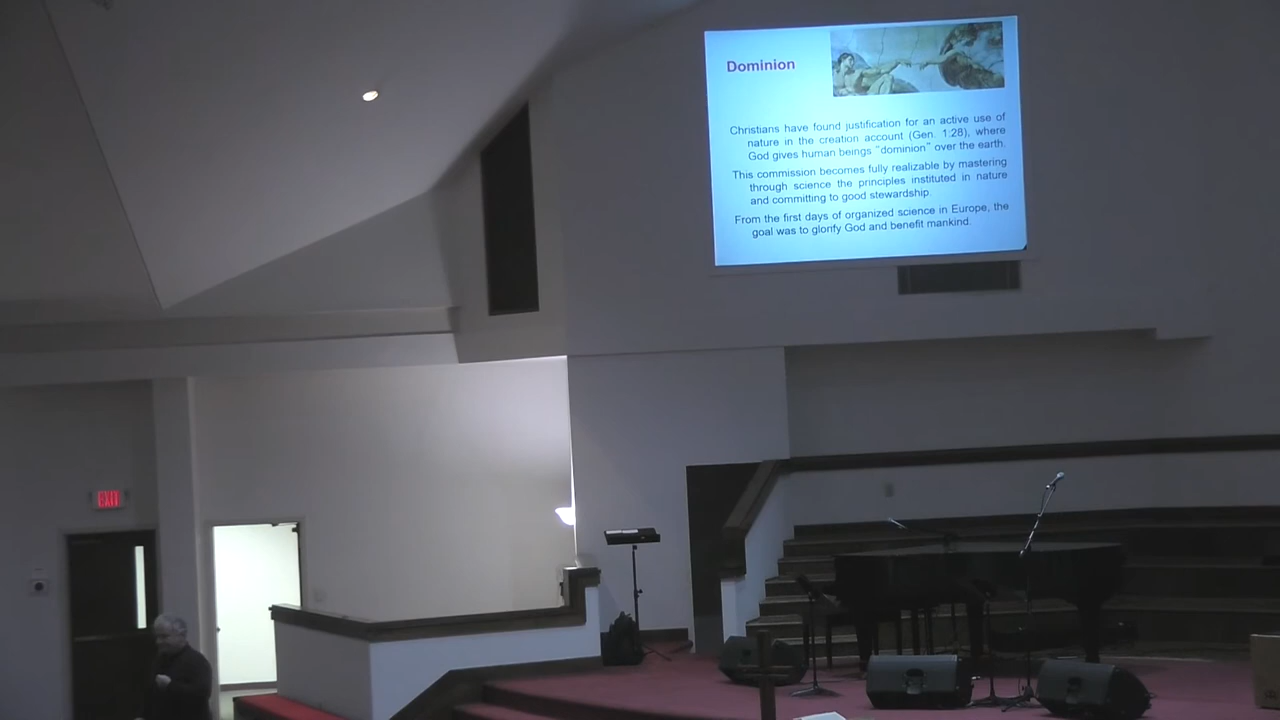 Dominion
Christians have found justification for an active use of
nature in the creation account (Gen. 1:28), where
God gives human beings "dominion" over the earth.
This commission becomes fully realizable by mastering
through science the principles instituted in nature
and committing to good stewardship.
From the first days of organized science in Europe, the
goal was to glorify God and benefit mankind.
EXIT